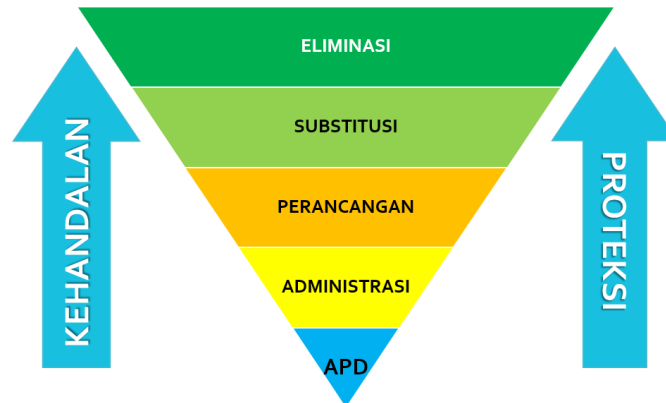 ELIMINASI
SUBSTITUSI
PERANCANGAN
ADMINISTRASI
APD
KEHANDALAN
PROTEKSI